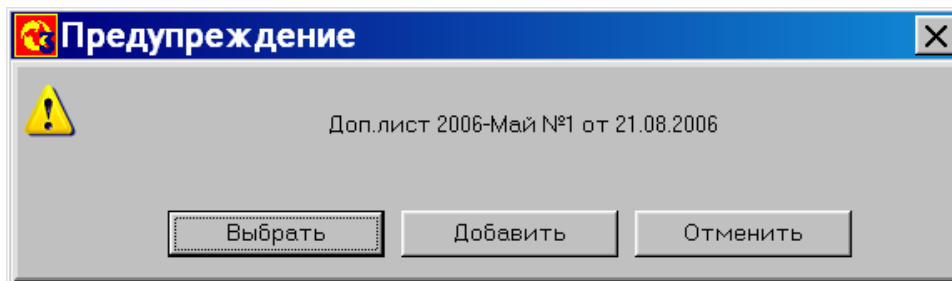 Предупреждение
Доп.лист 2006-Май №1 от 21.08.2006
Выбрать Добавить Отменить